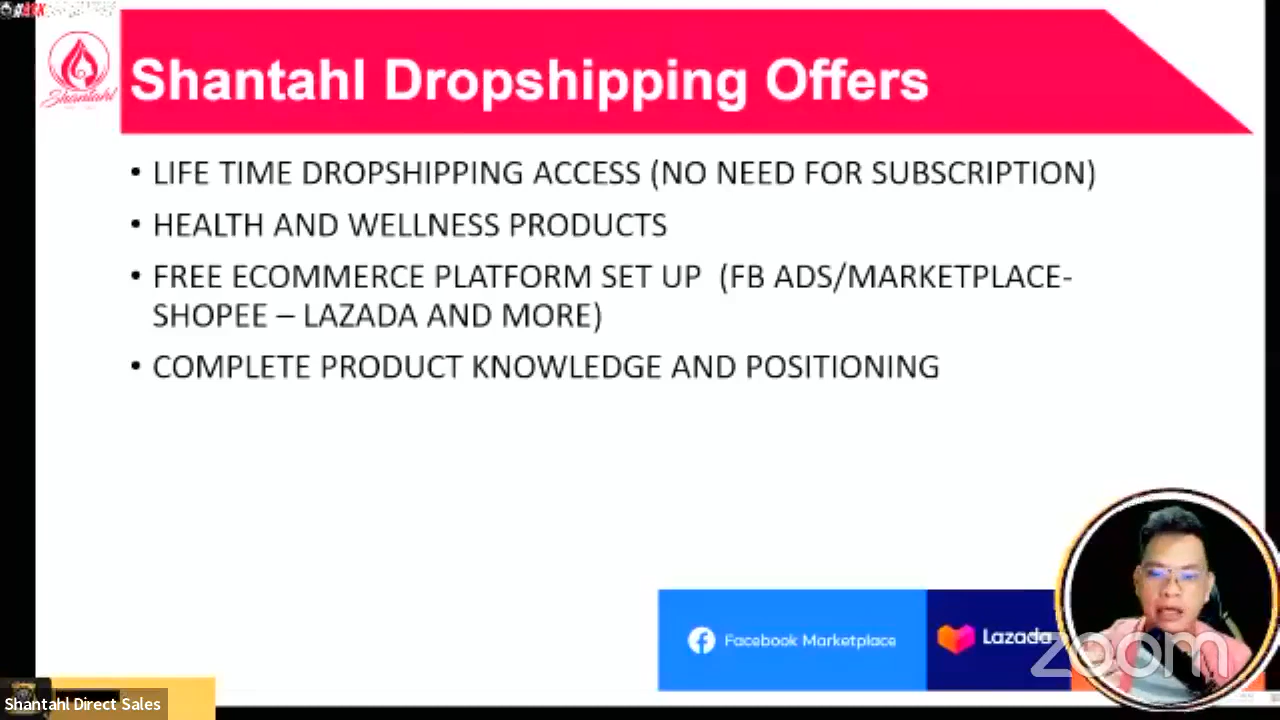 Shantahl
Shantahl Dropshipping Offers
• LIFE TIME DROPSHIPPING ACCESS (NO NEED FOR SUBSCRIPTION)
• HEALTH AND WELLNESS PRODUCTS
• FREE ECOMMERCE PLATFORM SET UP (FB ADS/MARKETPLACE-
SHOPEE – LAZADA AND MORE)
• COMPLETE PRODUCT KNOWLEDGE AND POSITIONING
Facebook Marketplace
Lazada
zoom
Shantahl Direct Sales